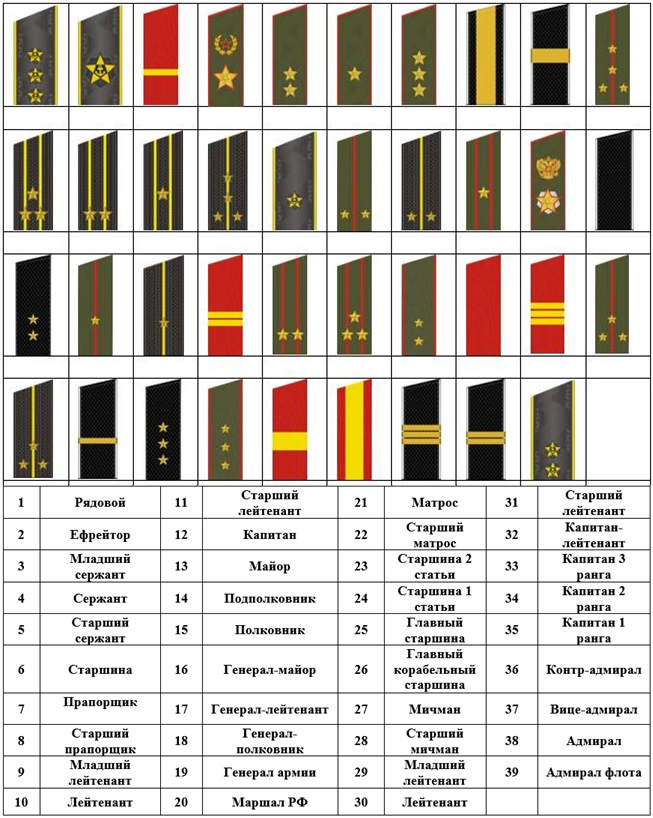 1 Рядовой 11 Старший лейтенант 21 Матрос 31 Старший лейтенант
2 Ефрейтор 12 Капитан 22 Старший матрос 32 Капитан-лейтенант
3 Младший сержант 13 Майор 23 Старшина 2 статьи 33 Капитан 3 ранга
4 Сержант 14 Подполковник 24 Старшина 1 статьи 34 Капитан 2 ранга
5 Старший сержант 15 Полковник 25 Главный старшина 35 Капитан 1 ранга
6 Старшина 16 Генерал-майор 26 Главный корабельный старшина 36 Контр-адмирал
7 Прапорщик 17 Генерал-лейтенант 27 Мичман 37 Вице-адмирал
8 Старший прапорщик 18 Генерал-полковник 28 Старший мичман 38 Адмирал
9 Младший лейтенант 19 Генерал армии 29 Младший лейтенант 39 Адмирал флота
10 Лейтенант 20 Маршал РФ 30 Лейтенант